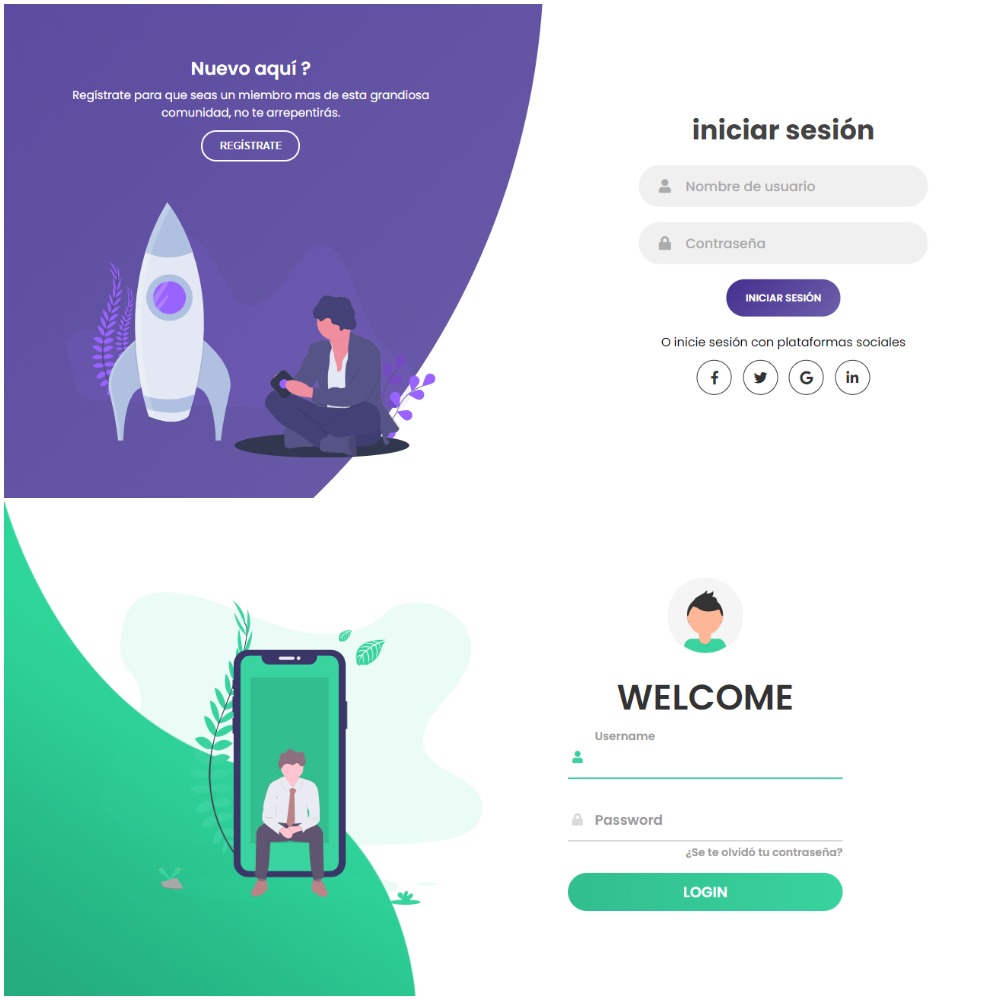 Nuevo aquí ?
Regístrate para que seas un miembro mas de esta grandiosa
comunidad, no te arrepentirás.
REGÍSTRATE
iniciar sesión
Nombre de usuario
Contraseña
INICIAR SESIÓN
O inicie sesión con plataformas sociales
WELCOME
Username
Password
¿Se te olvidó tu contraseña?
LOGIN